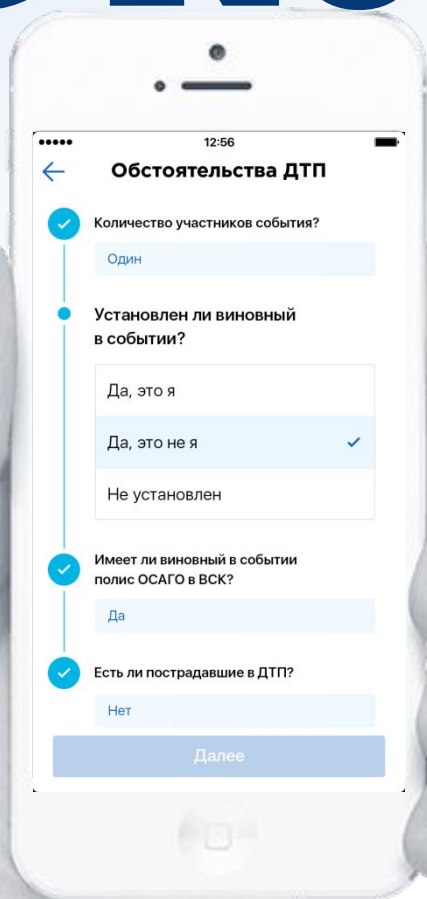 12:56
Обстоятельства ДТП
Количество участников события?
Один
Установлен ли виновный
в событии?
Да, это я
Да, это не я
Не установлен
Имеет ли виновный в событии
полис ОСАГО в ВСК?
Да
Есть ли пострадавшие в ДТП?
Нет
Далее